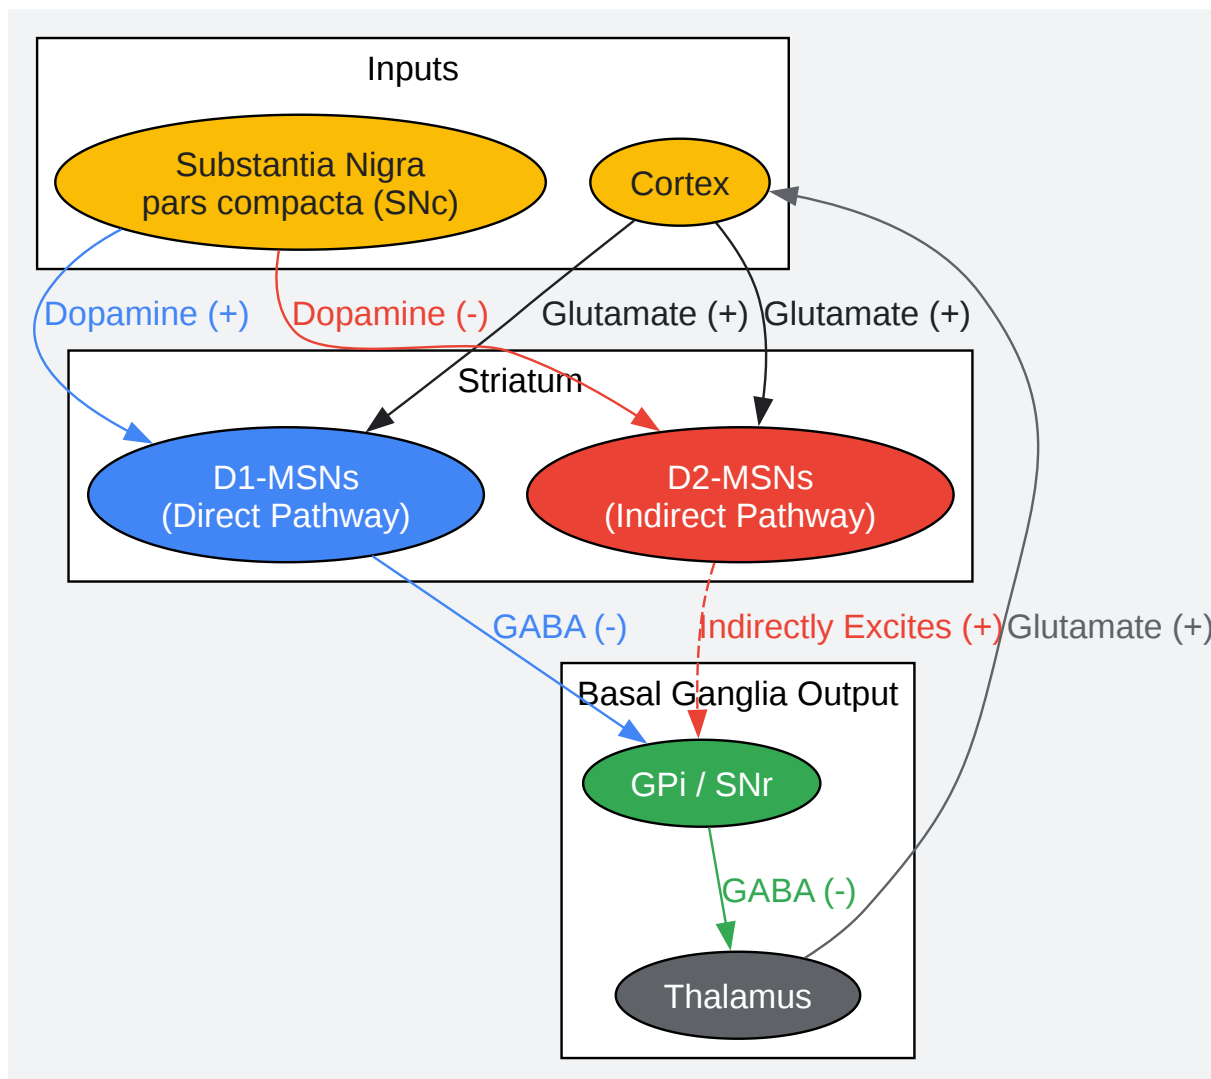 Inputs
Substantia Nigra
pars compacta (SNc)
Cortex
Dopamine (+)
Dopamine (-)
Glutamate (+)
Glutamate (+)
Striatum
D1-MSNs
(Direct Pathway)
D2-MSNs
(Indirect Pathway)
GABA (-)
Indirectly Excites (+)
Glutamate (+)
Basal Ganglia Output
GPi / SNr
GABA (-)
Thalamus